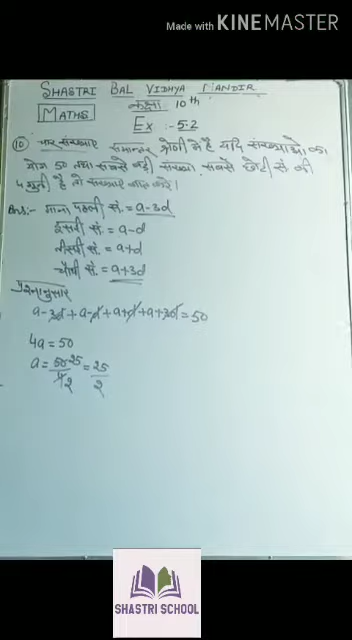 Made with KINEMASTER
SHASTRI BAL VIDHYA MANDIR
MATHS कक्षा 10th
Ex :- 5.2
10 चार संख्याए समान्तर श्रेणी में है यदि संख्याओं का
योग 50 तथा सबसे बड़ी संख्या सबसे छोटी सं. की
4 गुनी है तो संख्याए ज्ञात करे।
Ans:- माना पहली सं. = a-3d
दूसरी सं. = a-d
तीसरी सं. = a+d
चौथी सं. = a+3d
प्रश्नानुसार
a-3d+a-d+a+d+a+3d=50
4a=50
a=50 25/4 2=25/2
SHASTRI SCHOOL